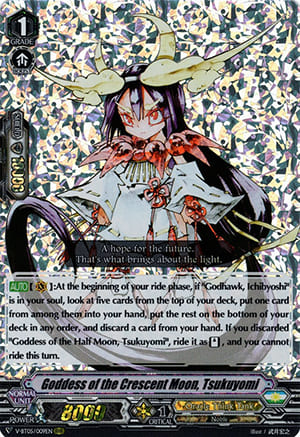 1
GRADE
A hope for the future.
That's what brings about the light.
AUTO : At the beginning of your ride phase, if "Godhawk, Ichibyoshi"
is in your soul, look at five cards from the top of your deck, put one card
from among them into your hand, put the rest on the bottom of your
deck in any order, and discard a card from your hand. If you discarded
"Goddess of the Half Moon, Tsukuyomi", ride it as, and you cannot
ride this turn.
Goddess of the Crescent Moon, Tsukuyomi
NORMAL
UNIT
POWER 8000
1
CRITICAL
Oracle Think Tank
Noble
V-BT05/009EN RRR